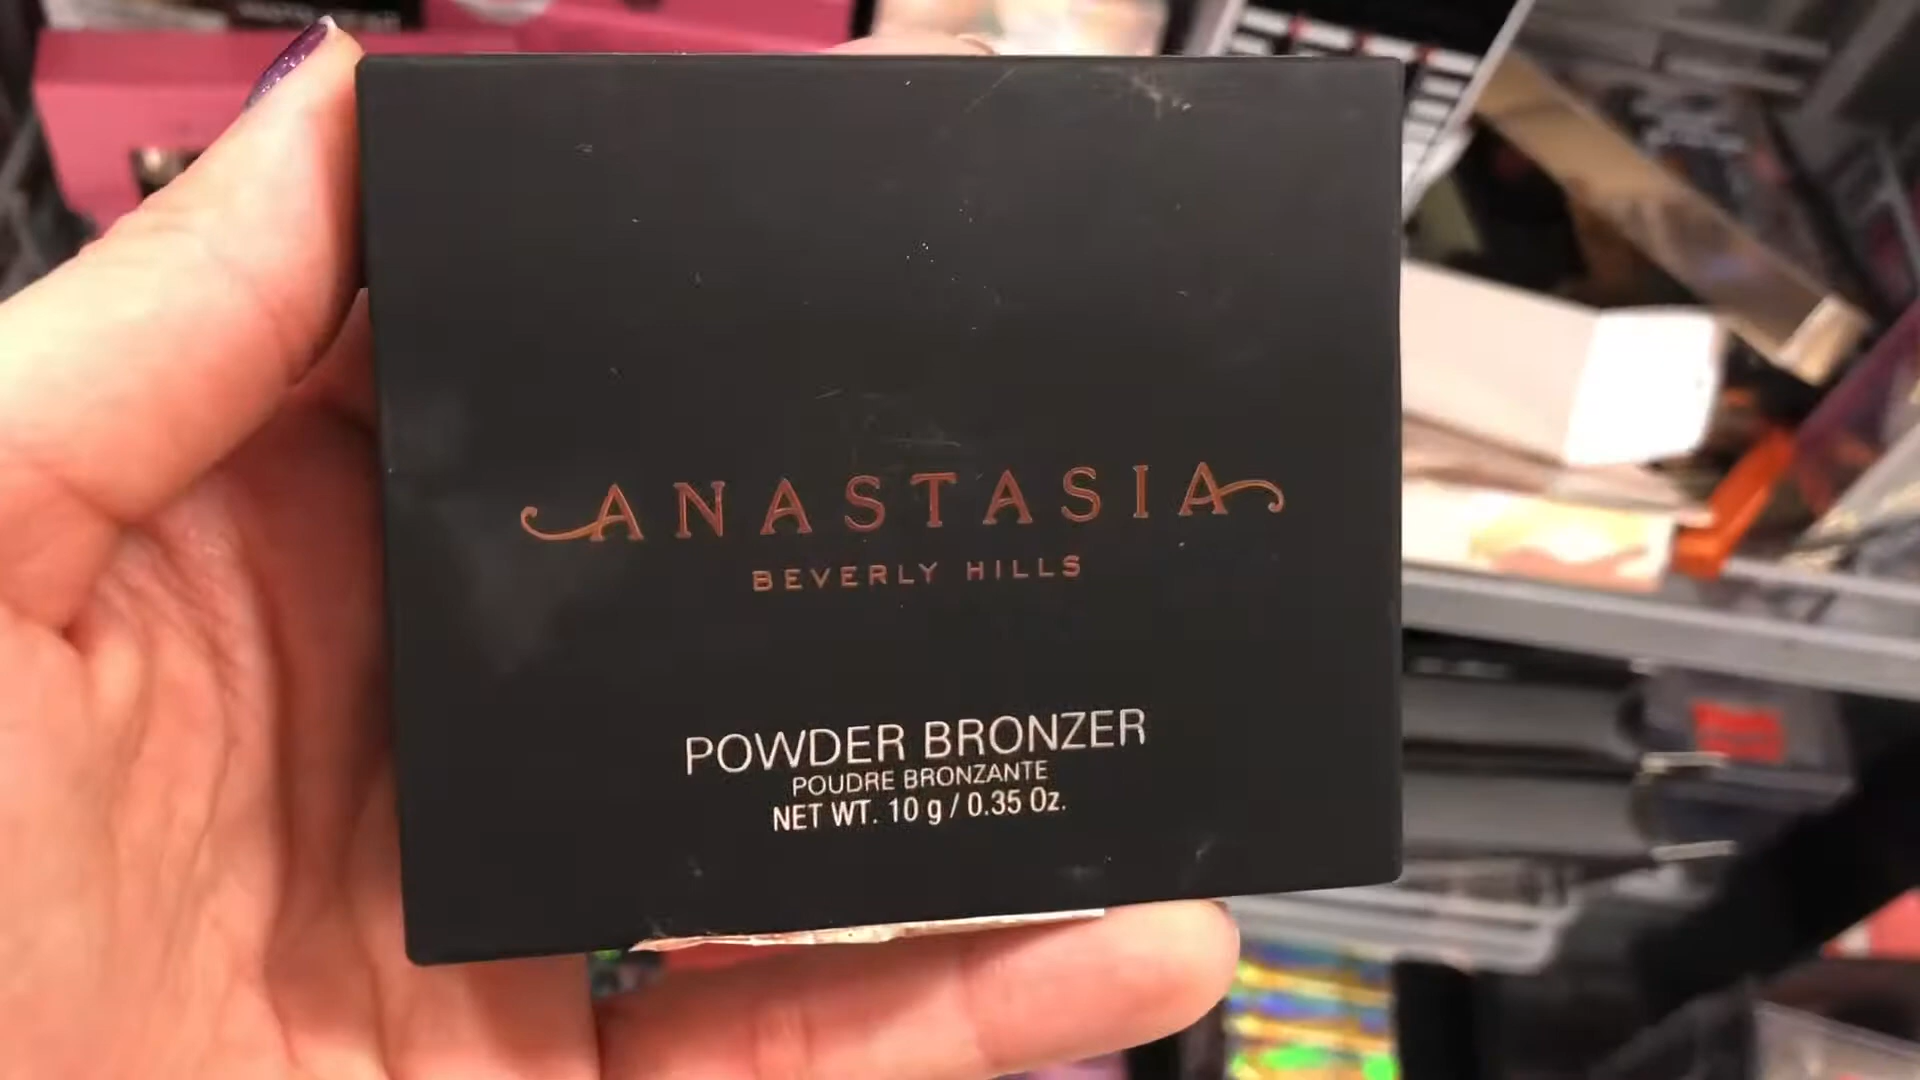 ANASTASIA
BEVERLY HILLS
POWDER BRONZER
POUDRE BRONZANTE
NET WT. 10 g / 0.35 Oz.